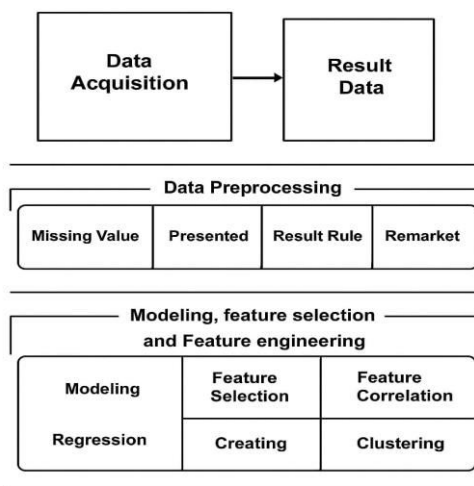 Data
Acquisition
Result
Data
Data Preprocessing
Missing Value
Presented
Result Rule
Remarket
Modeling, feature selection
and Feature engineering
Modeling
Regression
Feature
Selection
Feature
Correlation
Creating
Clustering